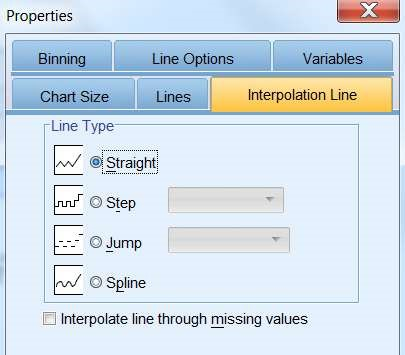 Properties
Binning
Line Options
Variables
Chart Size
Lines
Interpolation Line
Line Type
Straight
Step
Jump
Spline
Interpolate line through missing values